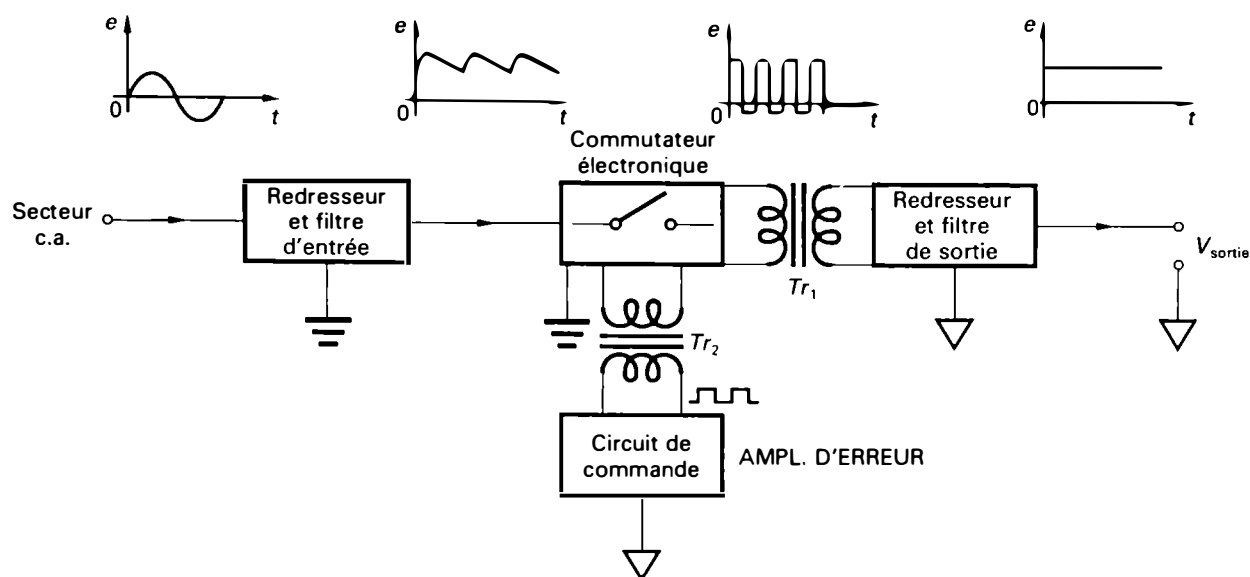 e
0
t
e
0
t
e
0
t
e
0
t
Commutateur
électronique
Secteur
c.a.
Redresseur
et filtre
d'entrée
Redresseur
et filtre
de sortie
Vsortie
Tr1
Tr2
Circuit de
commande
AMPL. D'ERREUR